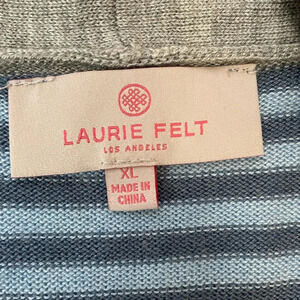 LAURIE FELT
LOS ANGELES
XL
MADE IN
CHINA